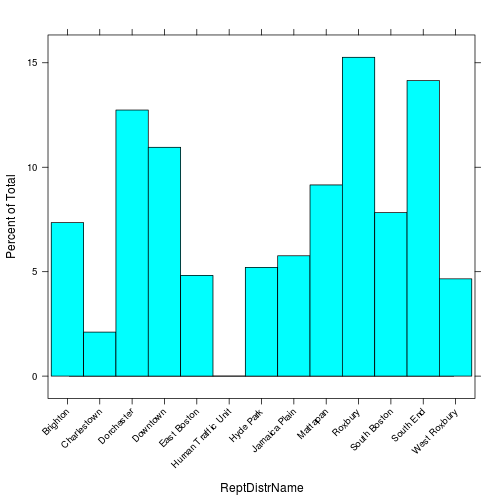 15
10
5
0
Percent of Total
Brighton
Charlestown
Dorchester
Downtown
East Boston
Human Traffic Unit
Hyde Park
Jamaica Plain
Mattapan
Roxbury
South Boston
South End
West Roxbury
ReptDistrName